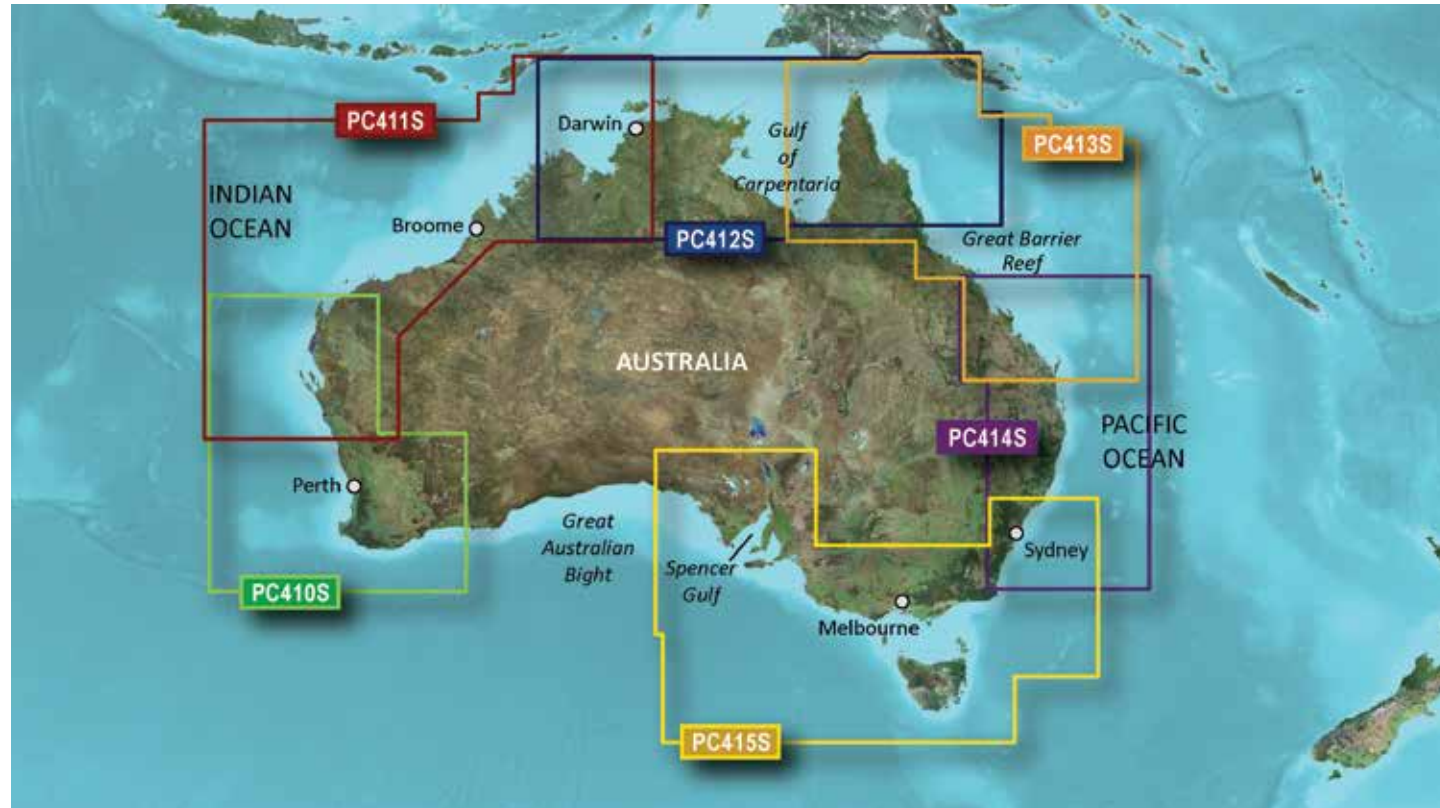 PC411S
Darwin
Gulf
of
Carpentaria
PC413S
INDIAN
OCEAN
Broome
PC412S
Great Barrier
Reef
AUSTRALIA
PC414S
PACIFIC
OCEAN
Perth
Great
Australian
Bight
Spencer
Gulf
Sydney
PC410S
Melbourne
PC415S